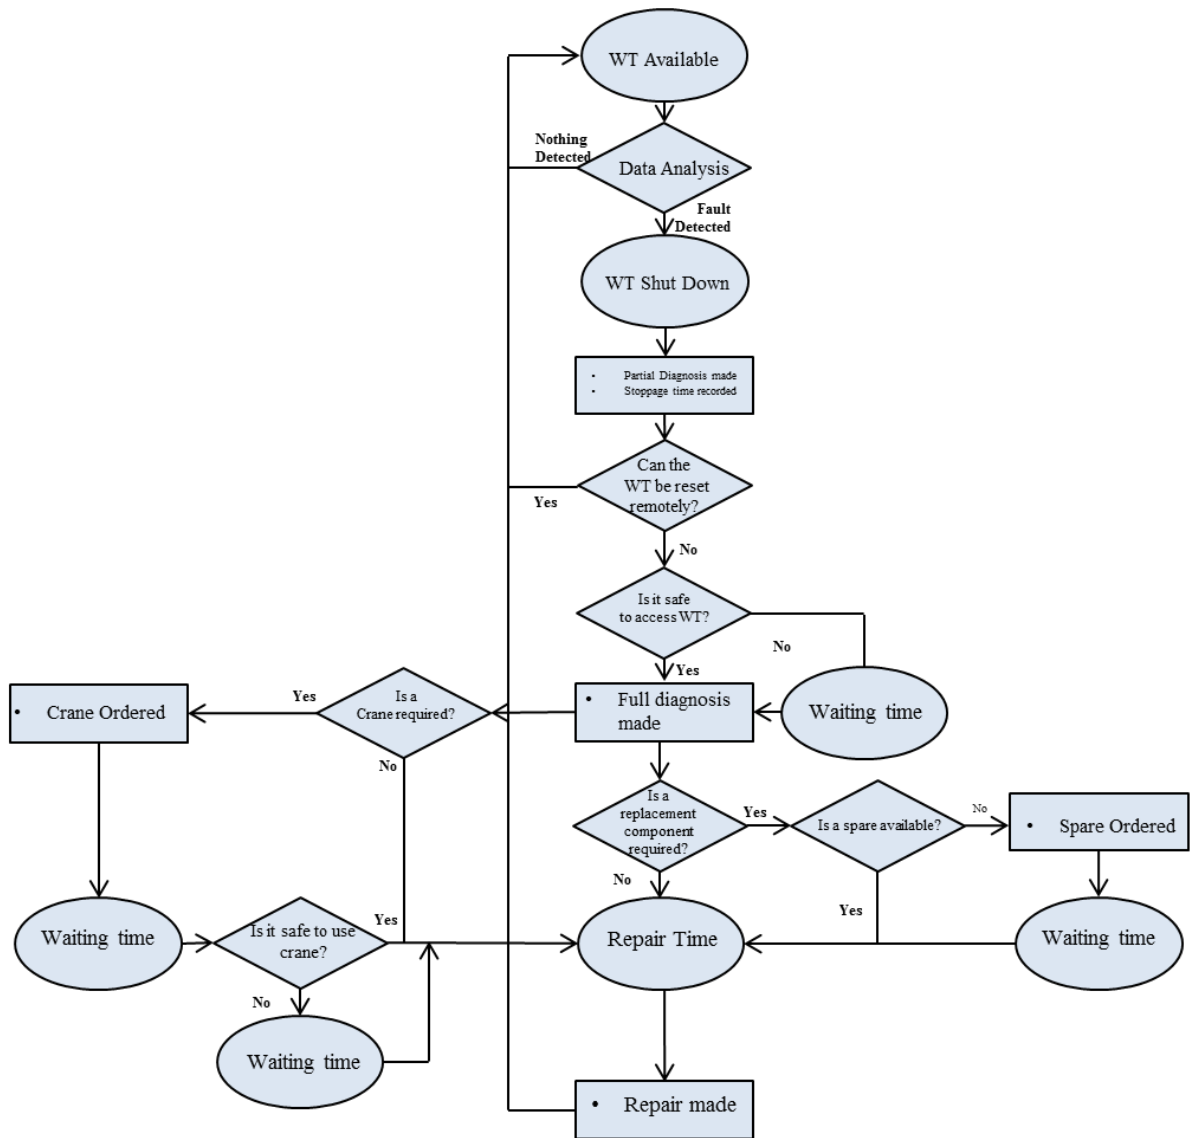 WT Available
Nothing
Detected
Data Analysis
Fault
Detected
WT Shut Down
• Partial Diagnosis made
• Stoppage time recorded
Can the
WT be reset
remotely?
Yes
No
Is it safe
to access WT?
No
Yes
Waiting time
• Full diagnosis
made
Is a
Crane required?
Yes
• Crane Ordered
No
Is a
replacement
component
required?
Yes
Is a spare available?
No
• Spare Ordered
No
Yes
Waiting time
Waiting time
Is it safe to use
crane?
Yes
No
Waiting time
Repair Time
• Repair made